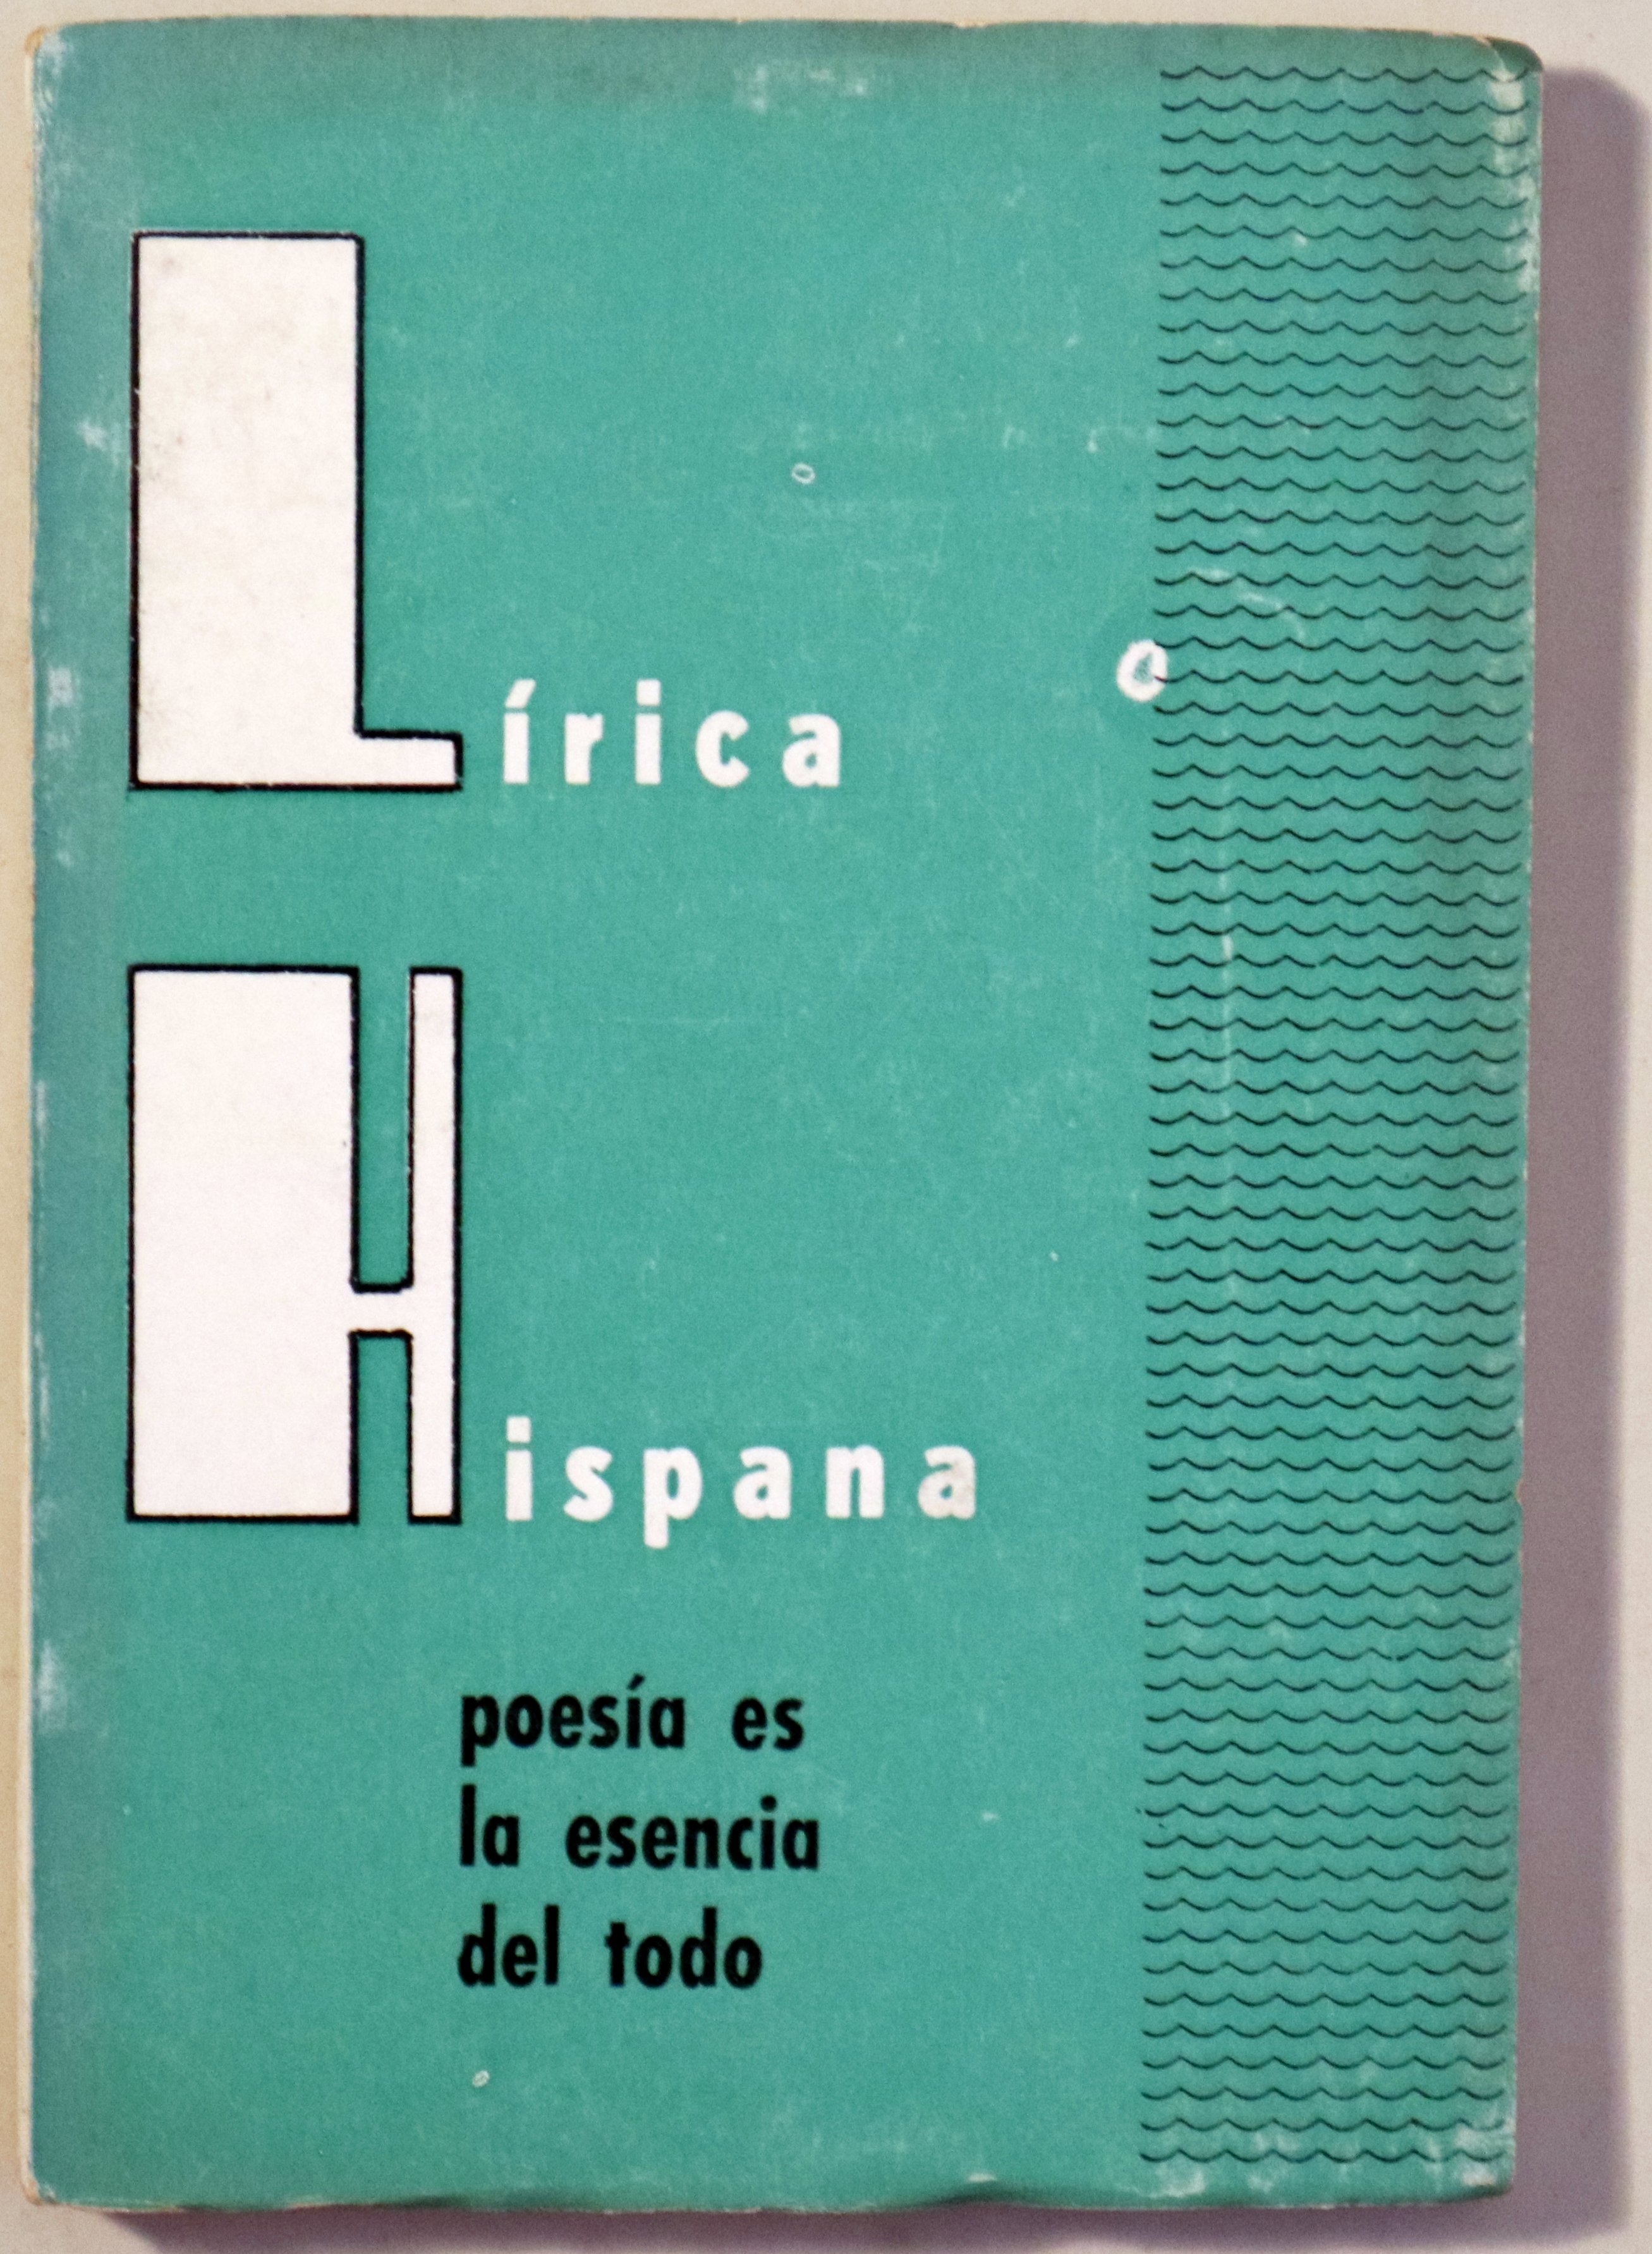 Lírica
Hispana
poesía es
la esencia
del todo